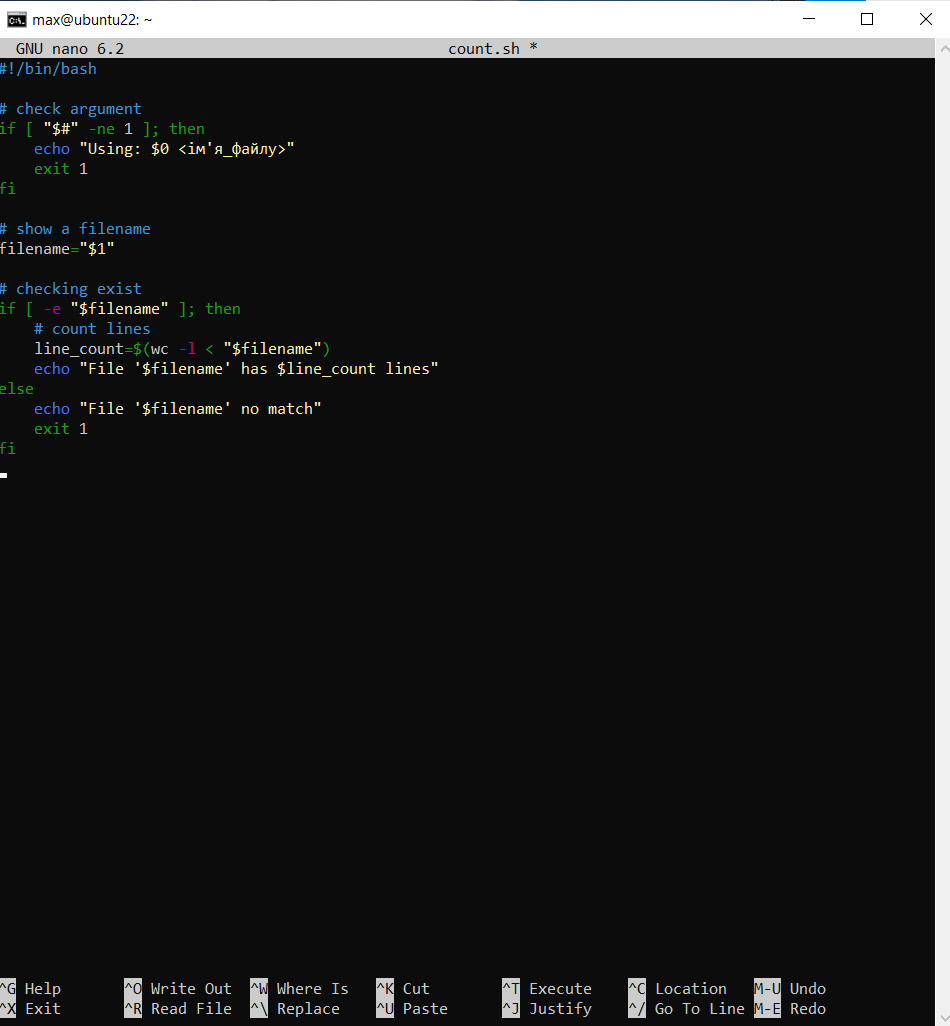 max@ubuntu22: ~
GNU nano 6.2 count.sh *
#!/bin/bash
# check argument
if [ "$#" -ne 1 ]; then
    echo "Using: $0 <ім'я_файлу>"
    exit 1
fi
# show a filename
filename="$1"
# checking exist
if [ -e "$filename" ]; then
    # count lines
    line_count=$(wc -l < "$filename")
    echo "File '$filename' has $line_count lines"
else
    echo "File '$filename' no match"
    exit 1
fi
^G Help ^O Write Out ^W Where Is ^K Cut ^T Execute ^C Location M-U Undo
^X Exit ^R Read File ^\ Replace ^U Paste ^J Justify ^/ Go To Line M-E Redo